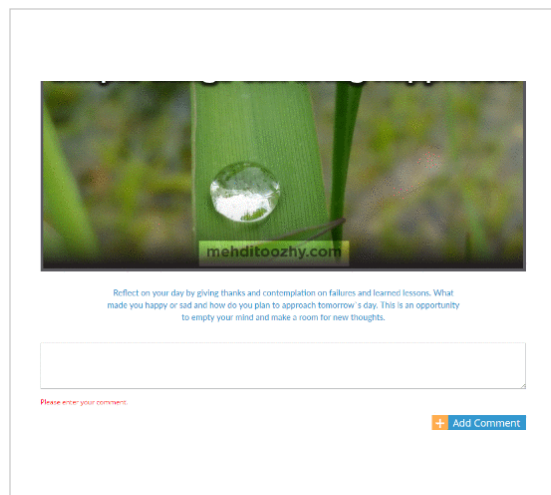 mehditoozhy.com
Reflect on your day by giving thanks and contemplation on failures and learned lessons. What
made you happy or sad and how do you plan to approach tomorrow`s day. This is an opportunity
to empty your mind and make a room for new thoughts.
Please enter your comment.
+ Add Comment